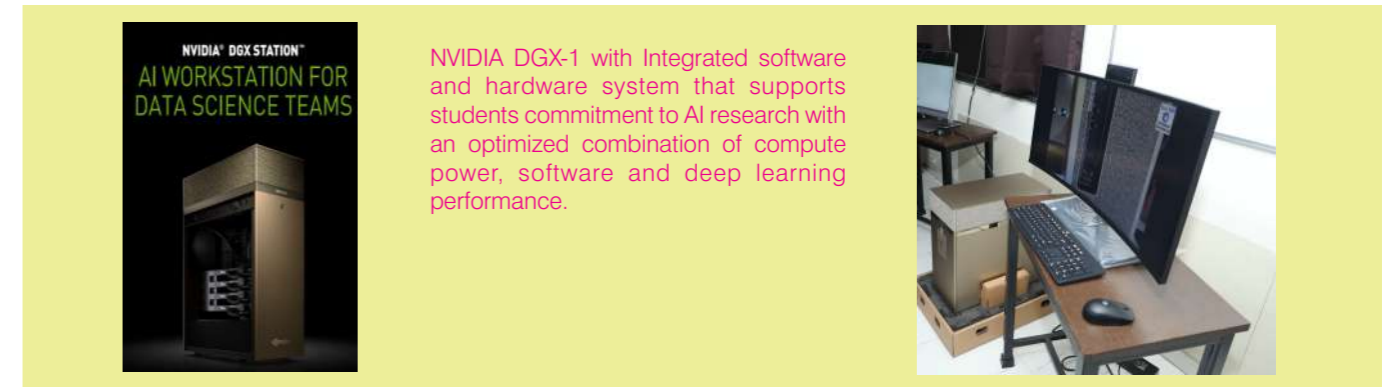 NVIDIA® DGX STATION™
AI WORKSTATION FOR
DATA SCIENCE TEAMS
NVIDIA DGX-1 with Integrated software
and hardware system that supports
students commitment to AI research with
an optimized combination of compute
power, software and deep learning
performance.